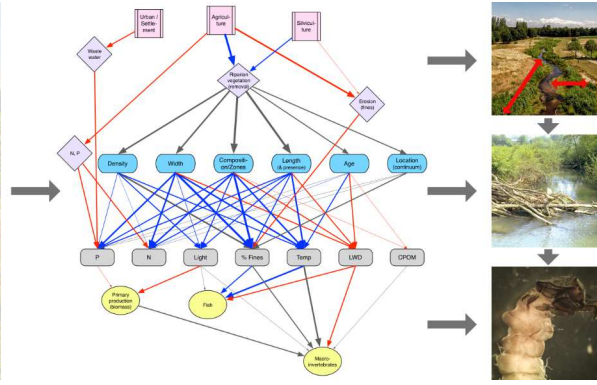 Urban /
Settle-
ment
Agricul-
ture
Silvicul-
ture
Waste
water
Riparian
vegetation
(removal)
Erosion
(fines)
N, P
Density
Width
Compositi-
on/Zones
Length
(& presence)
Age
Location
(continuum)
P
N
Light
% Fines
Temp
LWD
CPOM
Primary
production
(biomass)
Fish
Macro-
invertebrates